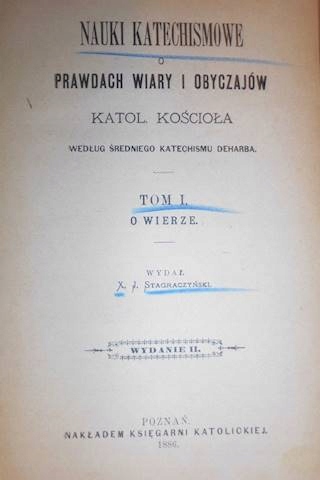 NAUKI KATECHISMOWE
O
PRAWDACH WIARY I OBYCZAJÓW
KATOL. KOŚCIOŁA
WEDŁUG ŚREDNIEGO KATECHISMU DEHARBA.
TOM I.
O WIERZE.
WYDAŁ
X. J. STAGRACZYŃSKI.
WYDANIE II.
POZNAŃ.
NAKŁADEM KSIĘGARNI KATOLICKIEJ.
1886.